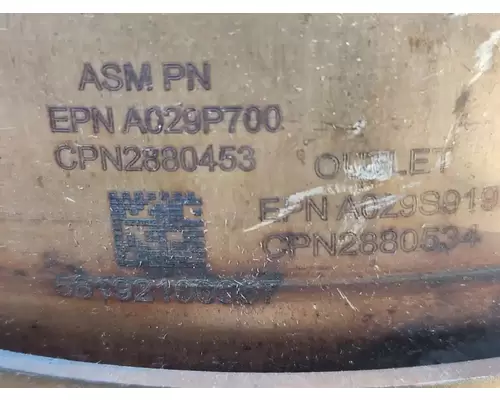 ASM PN
EPN A029P700
CPN2880453
OUTLET
EPN A029S919
CPN2880534